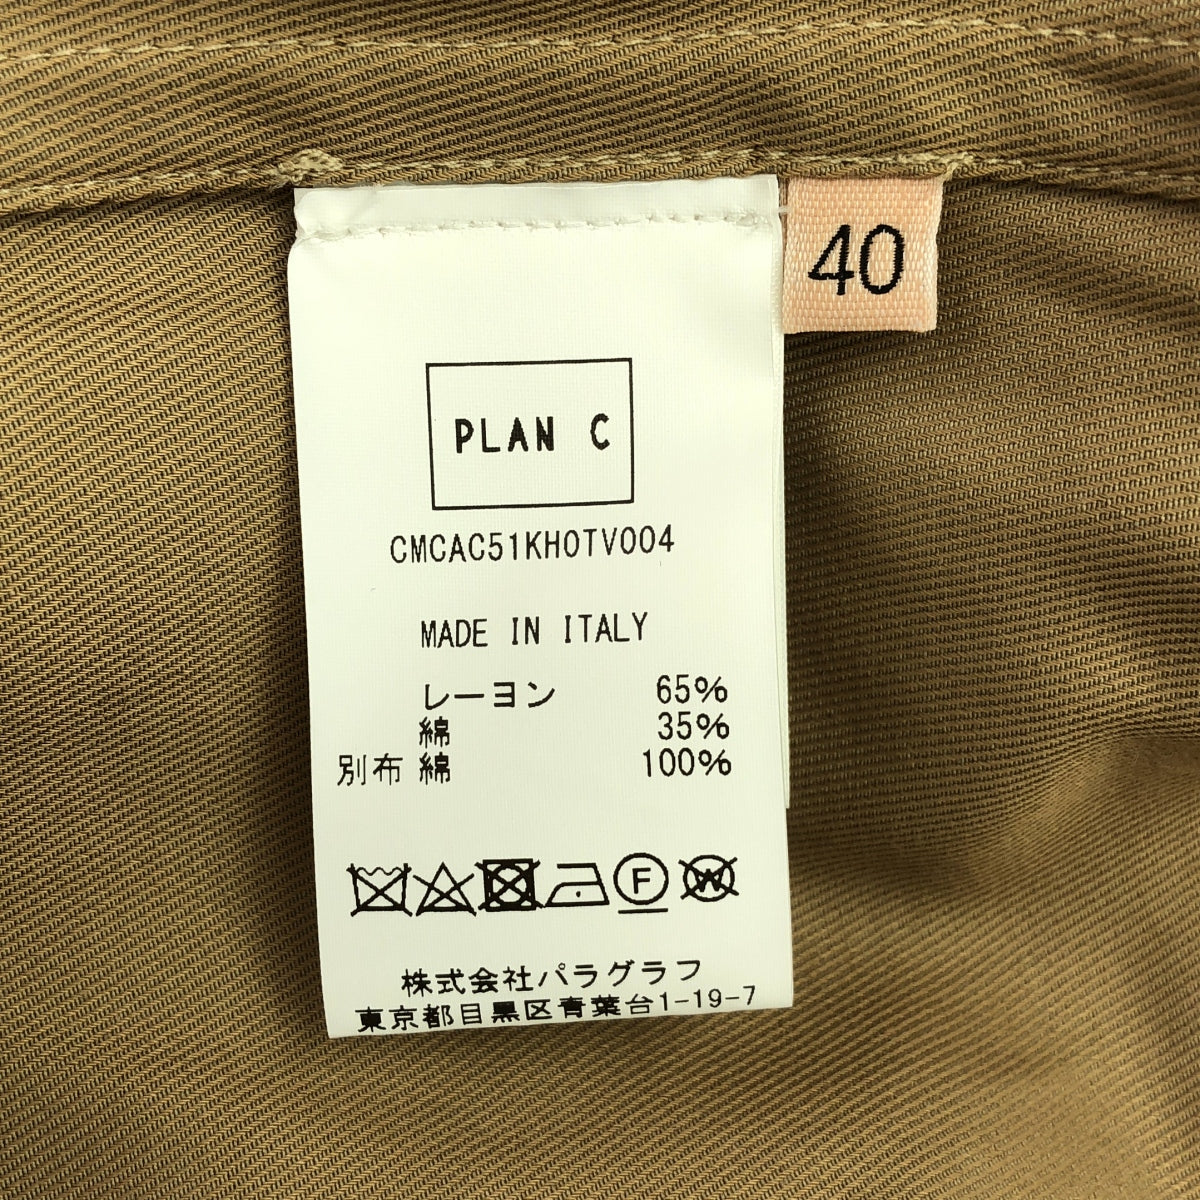 40
PLAN C
CMCAC51KH0TV004
MADE IN ITALY
レーヨン 65%
綿 35%
別布 綿 100%
F W
株式会社パラグラフ
東京都目黒区青葉台1-19-7